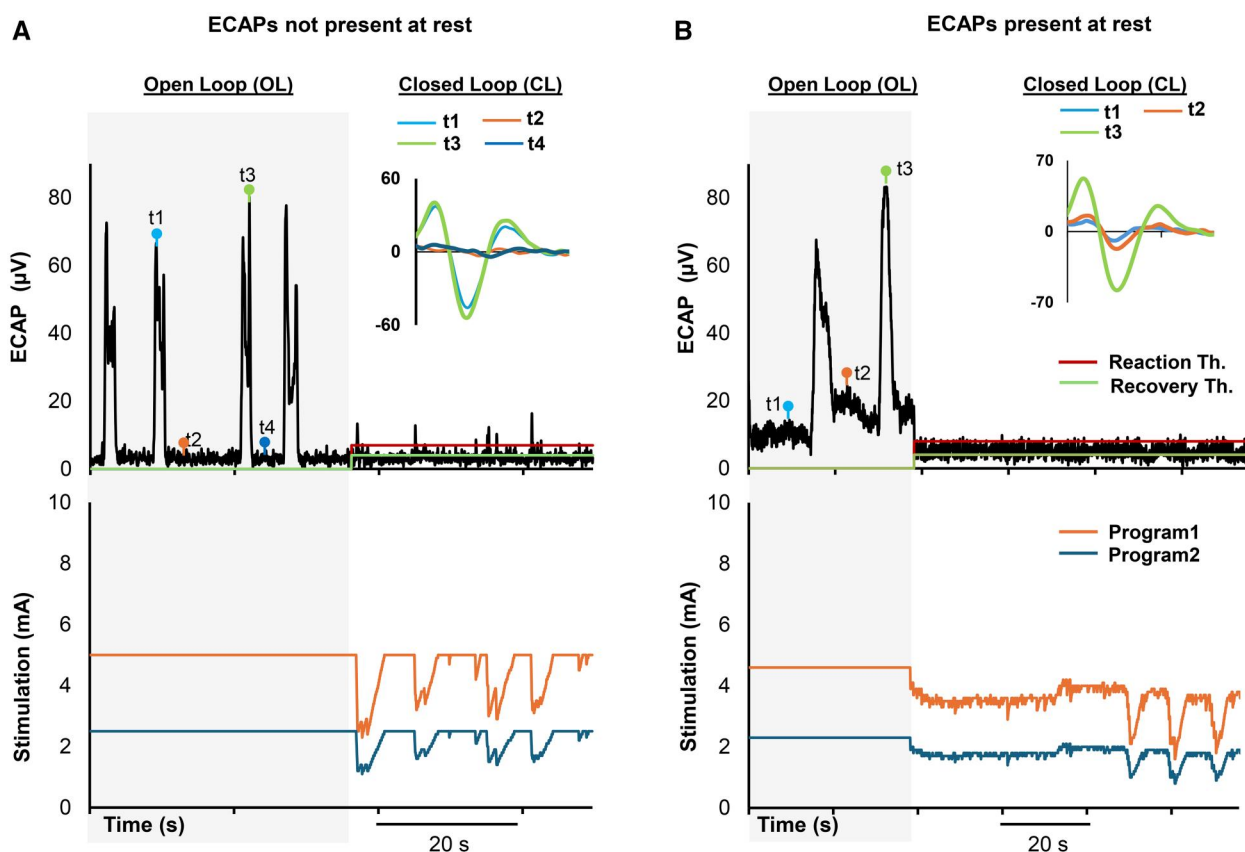 A
ECAPs not present at rest
Open Loop (OL)
Closed Loop (CL)
t1
t2
t3
t4
ECAP (µV)
80
60
40
20
0
t1
t2
t3
t4
60
0
-60
Stimulation (mA)
10
8
6
4
2
0
Time (s)
20 s
B
ECAPs present at rest
Open Loop (OL)
Closed Loop (CL)
t1
t2
t3
ECAP (µV)
80
60
40
20
0
t1
t2
t3
70
0
-70
Reaction Th.
Recovery Th.
Stimulation (mA)
10
8
6
4
2
0
Program1
Program2
Time (s)
20 s